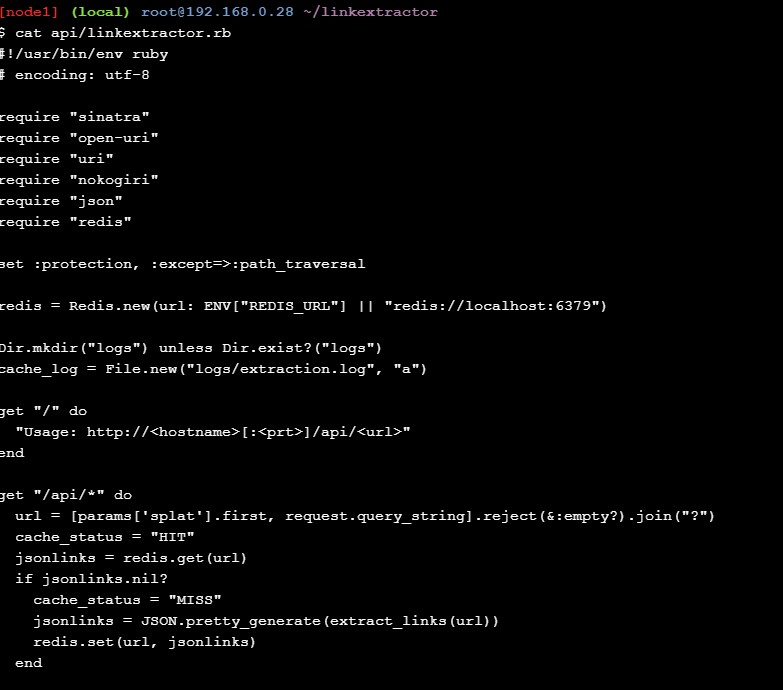 [node1] (local) root@192.168.0.28 ~/linkextractor
$ cat api/linkextractor.rb
#!/usr/bin/env ruby
# encoding: utf-8

require "sinatra"
require "open-uri"
require "uri"
require "nokogiri"
require "json"
require "redis"

set :protection, :except=>:path_traversal

redis = Redis.new(url: ENV["REDIS_URL"] || "redis://localhost:6379")

Dir.mkdir("logs") unless Dir.exist?("logs")
cache_log = File.new("logs/extraction.log", "a")

get "/" do
  "Usage: http://<hostname>[:<prt>]/api/<url>"
end

get "/api/*" do
  url = [params['splat'].first, request.query_string].reject(&:empty?).join("?")
  cache_status = "HIT"
  jsonlinks = redis.get(url)
  if jsonlinks.nil?
    cache_status = "MISS"
    jsonlinks = JSON.pretty_generate(extract_links(url))
    redis.set(url, jsonlinks)
  end